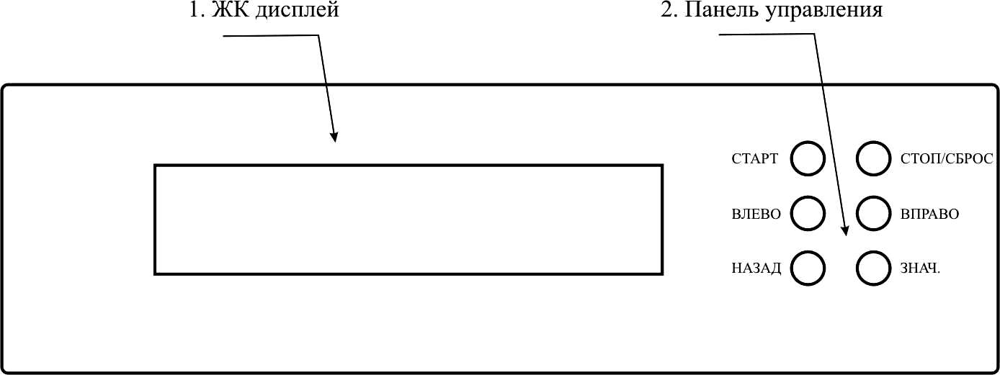 1. ЖК дисплей
2. Панель управления
СТАРТ
СТОП/СБРОС
ВЛЕВО
ВПРАВО
НАЗАД
ЗНАЧ.